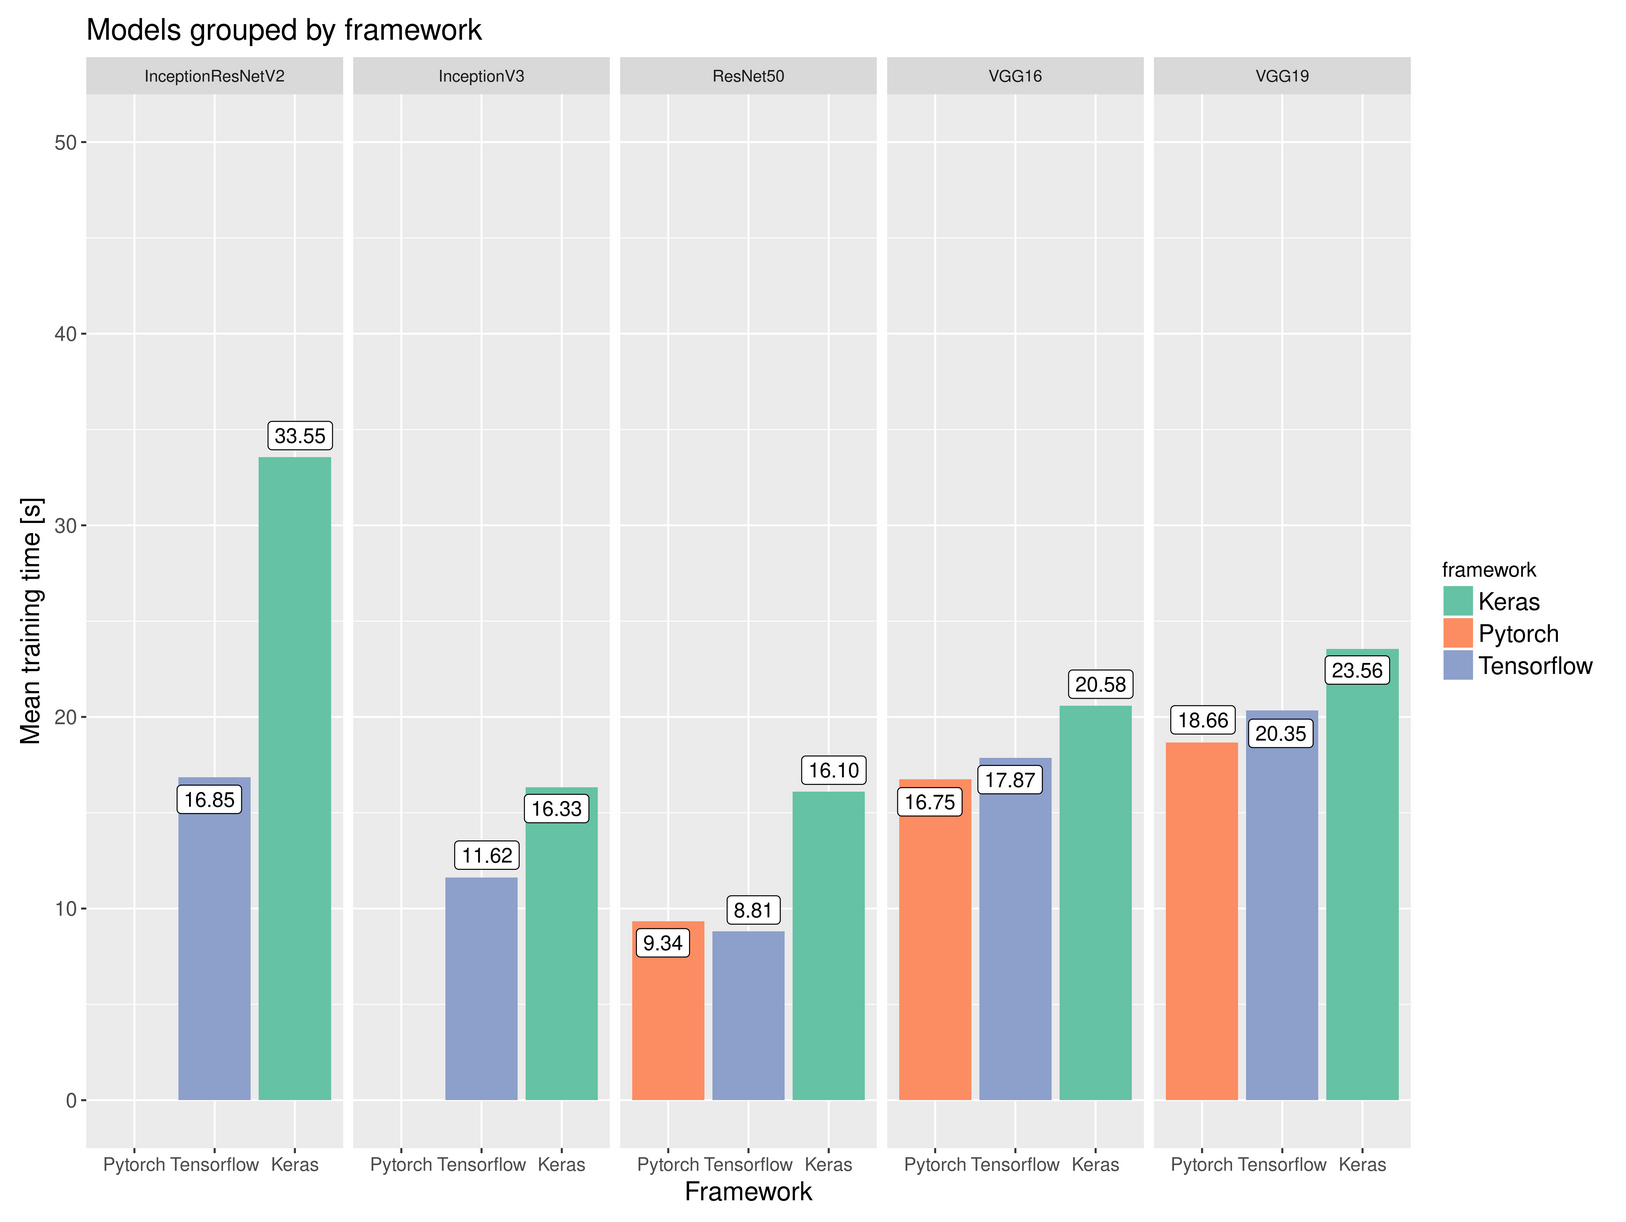 Models grouped by framework
InceptionResNetV2 InceptionV3 ResNet50 VGG16 VGG19
50
40
30
20
10
0
Mean training time [s]
33.55
16.85
11.62
16.33
9.34
8.81
16.10
16.75
17.87
20.58
18.66
20.35
23.56
Pytorch Tensorflow Keras Pytorch Tensorflow Keras Pytorch Tensorflow Keras Pytorch Tensorflow Keras Pytorch Tensorflow Keras
Framework
framework
Keras
Pytorch
Tensorflow